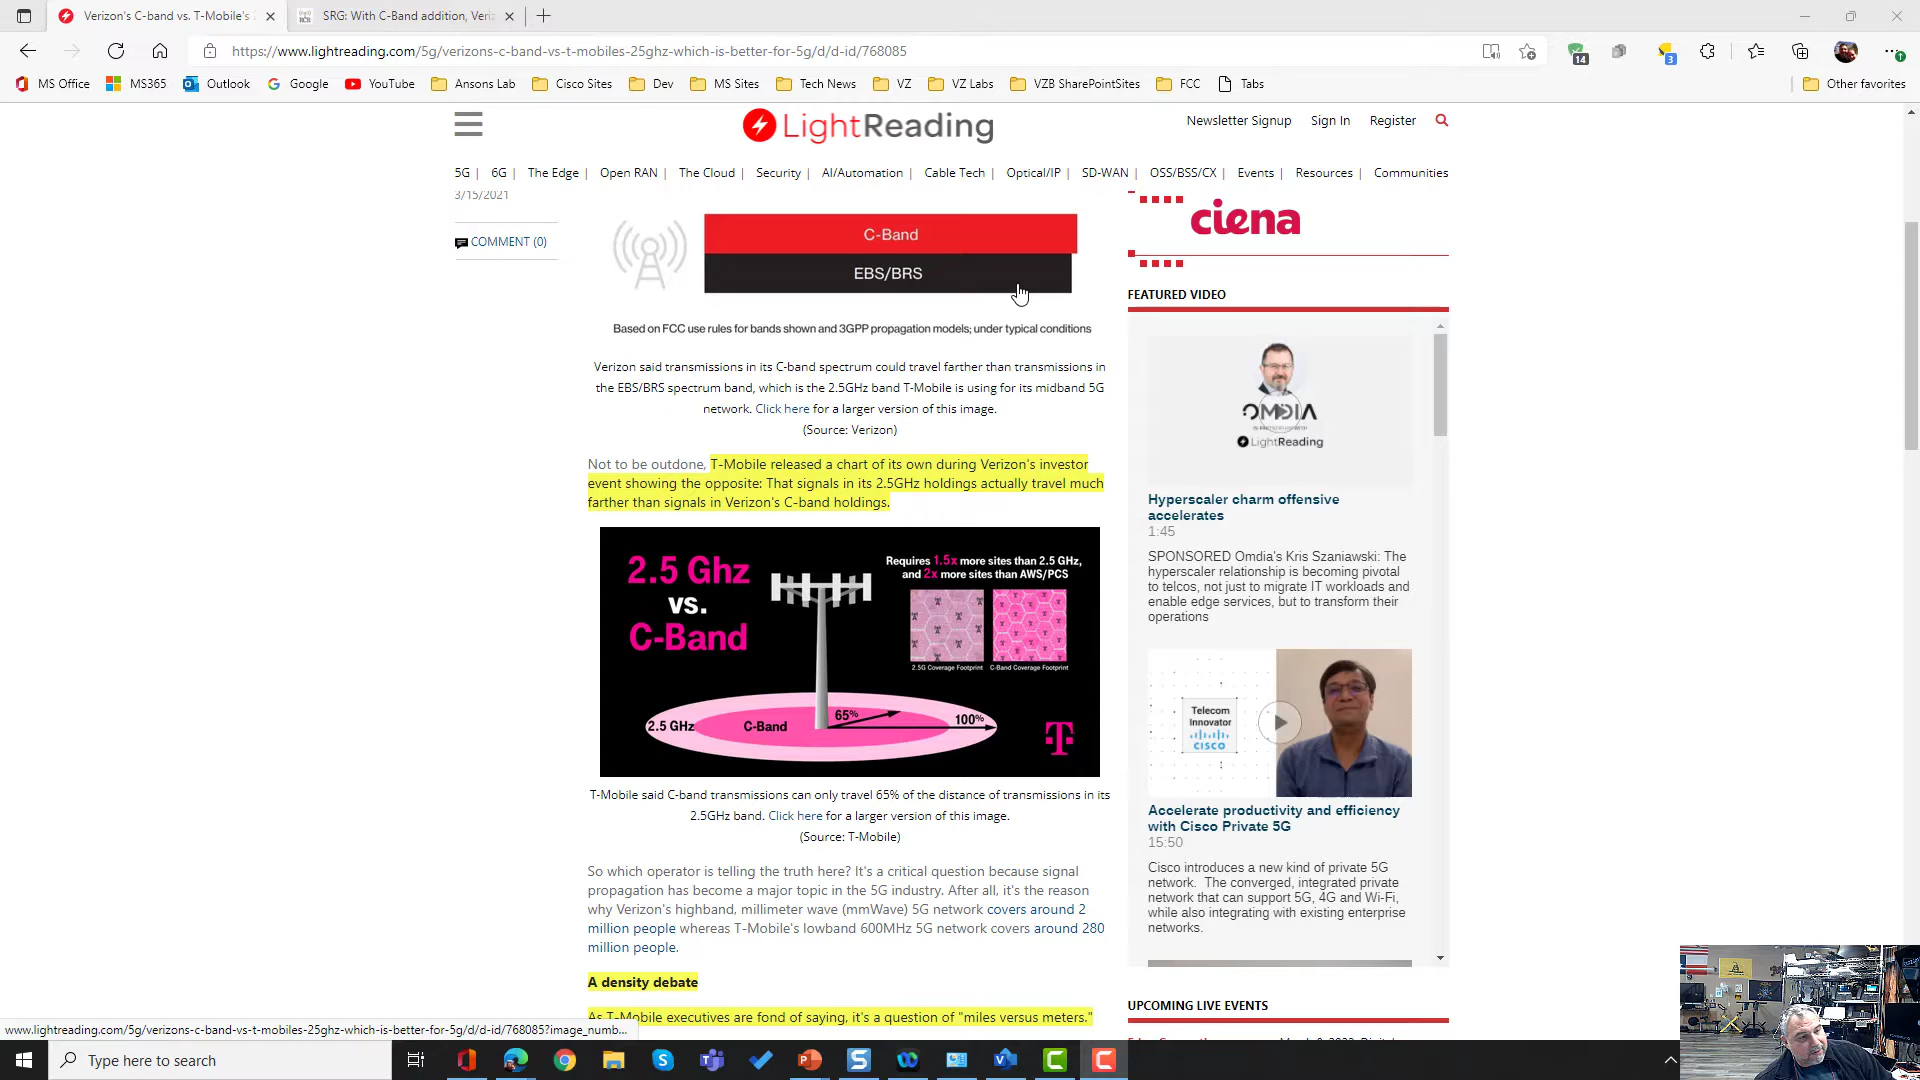 Verizon's C-band vs. T-Mobile's
SRG: With C-Band addition, Veriz
https://www.lightreading.com/5g/verizons-c-band-vs-t-mobiles-25ghz-which-is-better-for-5g/d/d-id/768085
14
3
MS Office
MS365
Outlook
Google
YouTube
Ansons Lab
Cisco Sites
Dev
MS Sites
Tech News
VZ
VZ Labs
VZB SharePointSites
FCC
Tabs
Other favorites
LightReading
Newsletter Signup
Sign In
Register
5G |
6G |
The Edge |
Open RAN |
The Cloud |
Security |
AI/Automation |
Cable Tech |
Optical/IP |
SD-WAN |
OSS/BSS/CX |
Events |
Resources |
Communities
3/15/2021
COMMENT (0)
C-Band
EBS/BRS
Based on FCC use rules for bands shown and 3GPP propagation models; under typical conditions
Verizon said transmissions in its C-band spectrum could travel farther than transmissions in
the EBS/BRS spectrum band, which is the 2.5GHz band T-Mobile is using for its midband 5G
network. Click here for a larger version of this image.
(Source: Verizon)
Not to be outdone, T-Mobile released a chart of its own during Verizon's investor
event showing the opposite: That signals in its 2.5GHz holdings actually travel much
farther than signals in Verizon's C-band holdings.
2.5 Ghz
vs.
C-Band
Requires 1.5x more sites than 2.5 GHz,
and 2x more sites than AWS/PCS
2.5G Coverage Footprint
C-Band Coverage Footprint
2.5 GHz
C-Band
65%
100%
T
T-Mobile said C-band transmissions can only travel 65% of the distance of transmissions in its
2.5GHz band. Click here for a larger version of this image.
(Source: T-Mobile)
So which operator is telling the truth here? It's a critical question because signal
propagation has become a major topic in the 5G industry. After all, it's the reason
why Verizon's highband, millimeter wave (mmWave) 5G network covers around 2
million people whereas T-Mobile's lowband 600MHz 5G network covers around 280
million people.
A density debate
As T-Mobile executives are fond of saying, it's a question of "miles versus meters."
ciena
FEATURED VIDEO
OMDIA
LightReading
Hyperscaler charm offensive
accelerates
1:45
SPONSORED Omdia's Kris Szaniawski: The
hyperscaler relationship is becoming pivotal
to telcos, not just to migrate IT workloads and
enable edge services, but to transform their
operations
Telecom
Innovator
CISCO
Accelerate productivity and efficiency
with Cisco Private 5G
15:50
Cisco introduces a new kind of private 5G
network. The converged, integrated private
network that can support 5G, 4G and Wi-Fi,
while also integrating with existing enterprise
networks.
UPCOMING LIVE EVENTS
www.lightreading.com/5g/verizons-c-band-vs-t-mobiles-25ghz-which-is-better-for-5g/d/d-id/768085?image_numb...
Type here to search